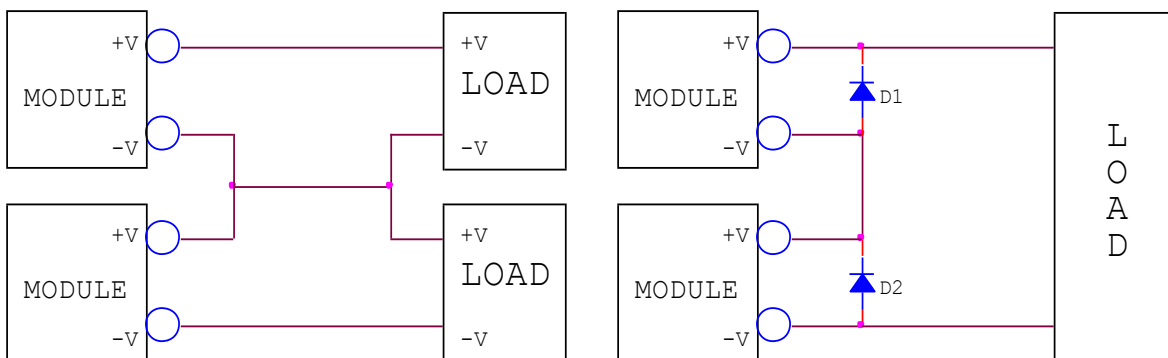 +V
MODULE
-V
+V
LOAD
-V
+V
MODULE
-V
+V
LOAD
-V
+V
MODULE
-V
D1
+V
MODULE
-V
D2
L
O
A
D